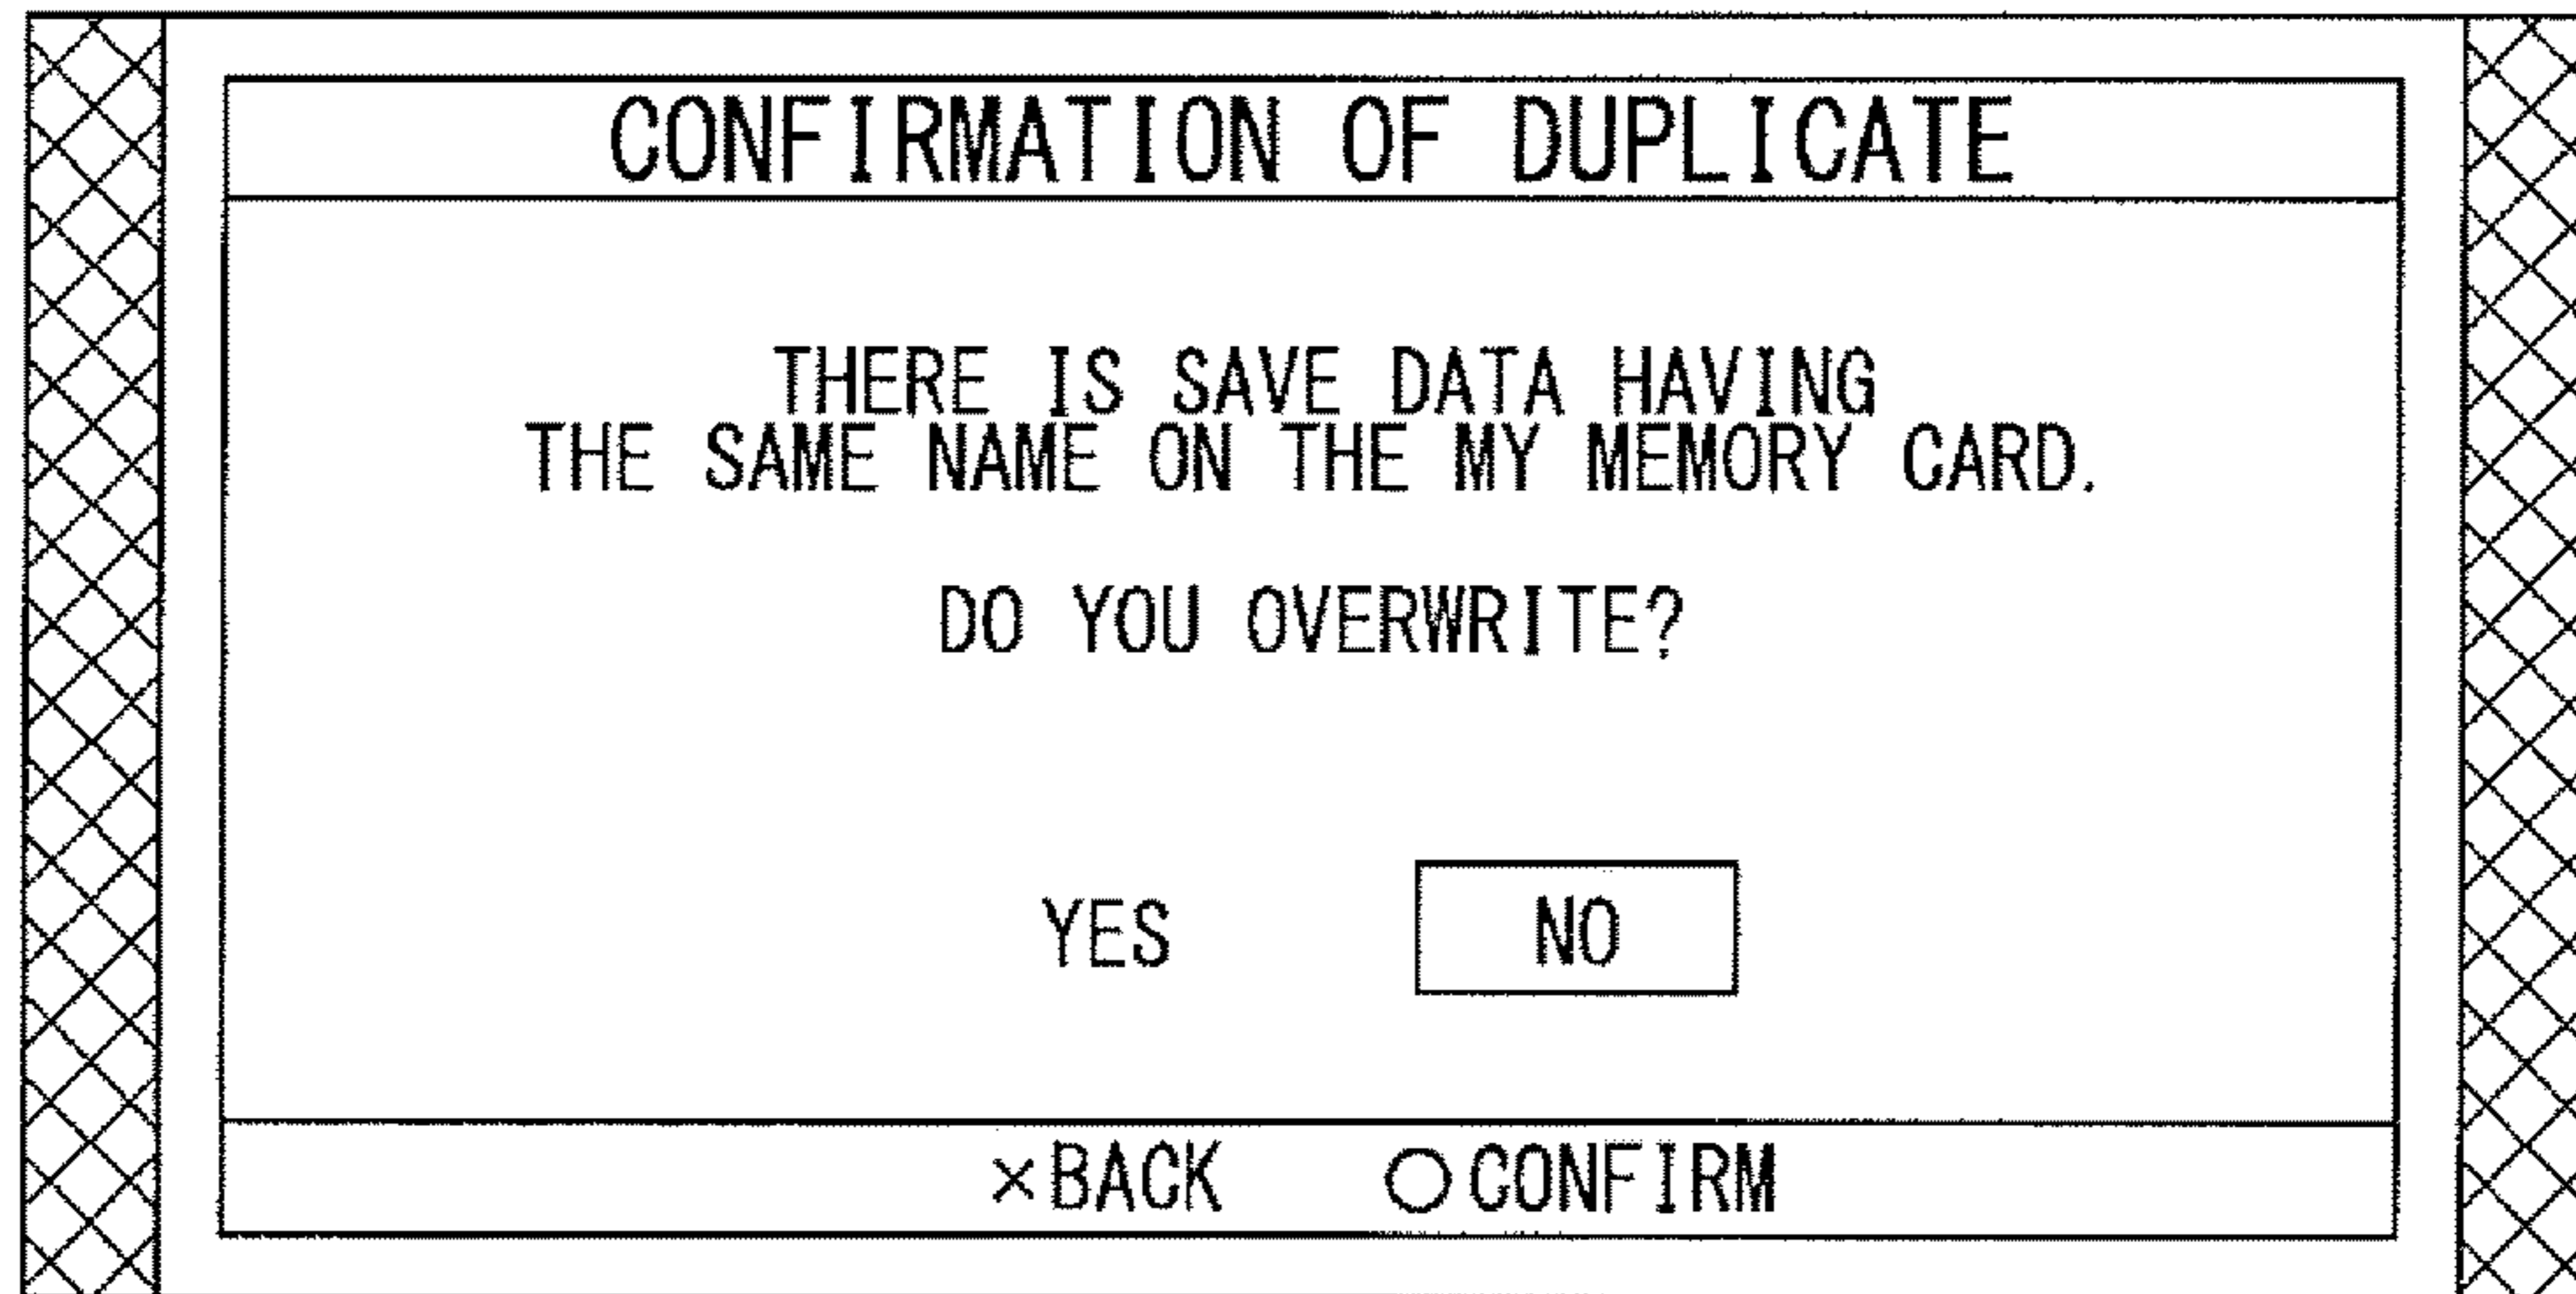 CONFIRMATION OF DUPLICATE
THERE IS SAVE DATA HAVING
THE SAME NAME ON THE MY MEMORY CARD.
DO YOU OVERWRITE?
YES NO
×BACK ○CONFIRM